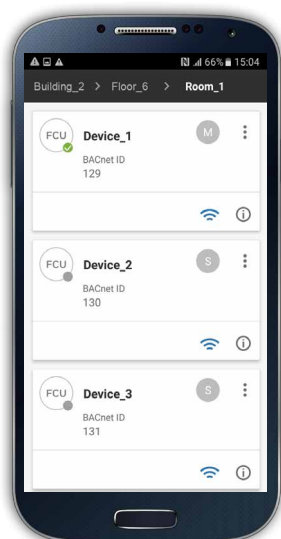 66% 15:04
Building_2 > Floor_6 > Room_1
FCU Device_1 M
BACnet ID
129
FCU Device_2 S
BACnet ID
130
FCU Device_3 S
BACnet ID
131